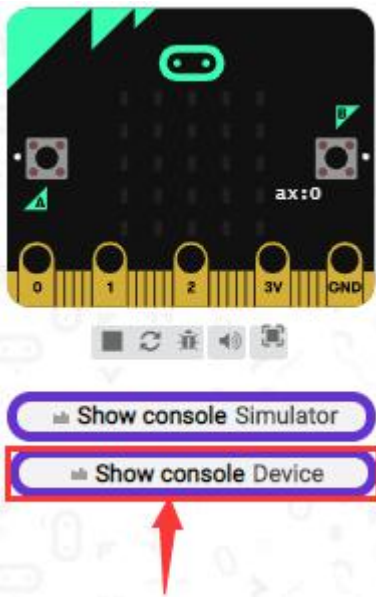 B
A
ax:0
0 1 2 3V GND
Show console Simulator
Show console Device